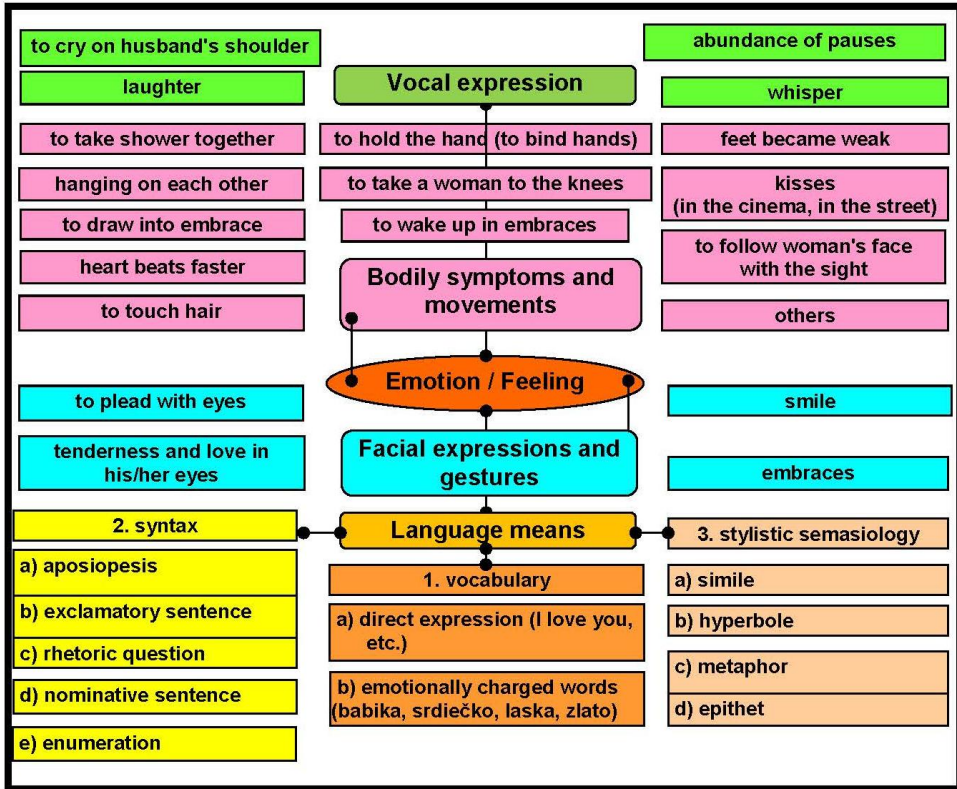 to cry on husband's shoulder
abundance of pauses
laughter
Vocal expression
whisper
to take shower together
to hold the hand (to bind hands)
feet became weak
hanging on each other
to take a woman to the knees
kisses
(in the cinema, in the street)
to draw into embrace
to wake up in embraces
to follow woman's face
with the sight
heart beats faster
Bodily symptoms and
movements
to touch hair
others
Emotion / Feeling
to plead with eyes
smile
tenderness and love in
his/her eyes
Facial expressions and
gestures
embraces
2. syntax
Language means
3. stylistic semasiology
a) aposiopesis
b) exclamatory sentence
c) rhetoric question
d) nominative sentence
e) enumeration
1. vocabulary
a) direct expression (I love you,
etc.)
b) emotionally charged words
(babika, srdiečko, laska, zlato)
a) simile
b) hyperbole
c) metaphor
d) epithet